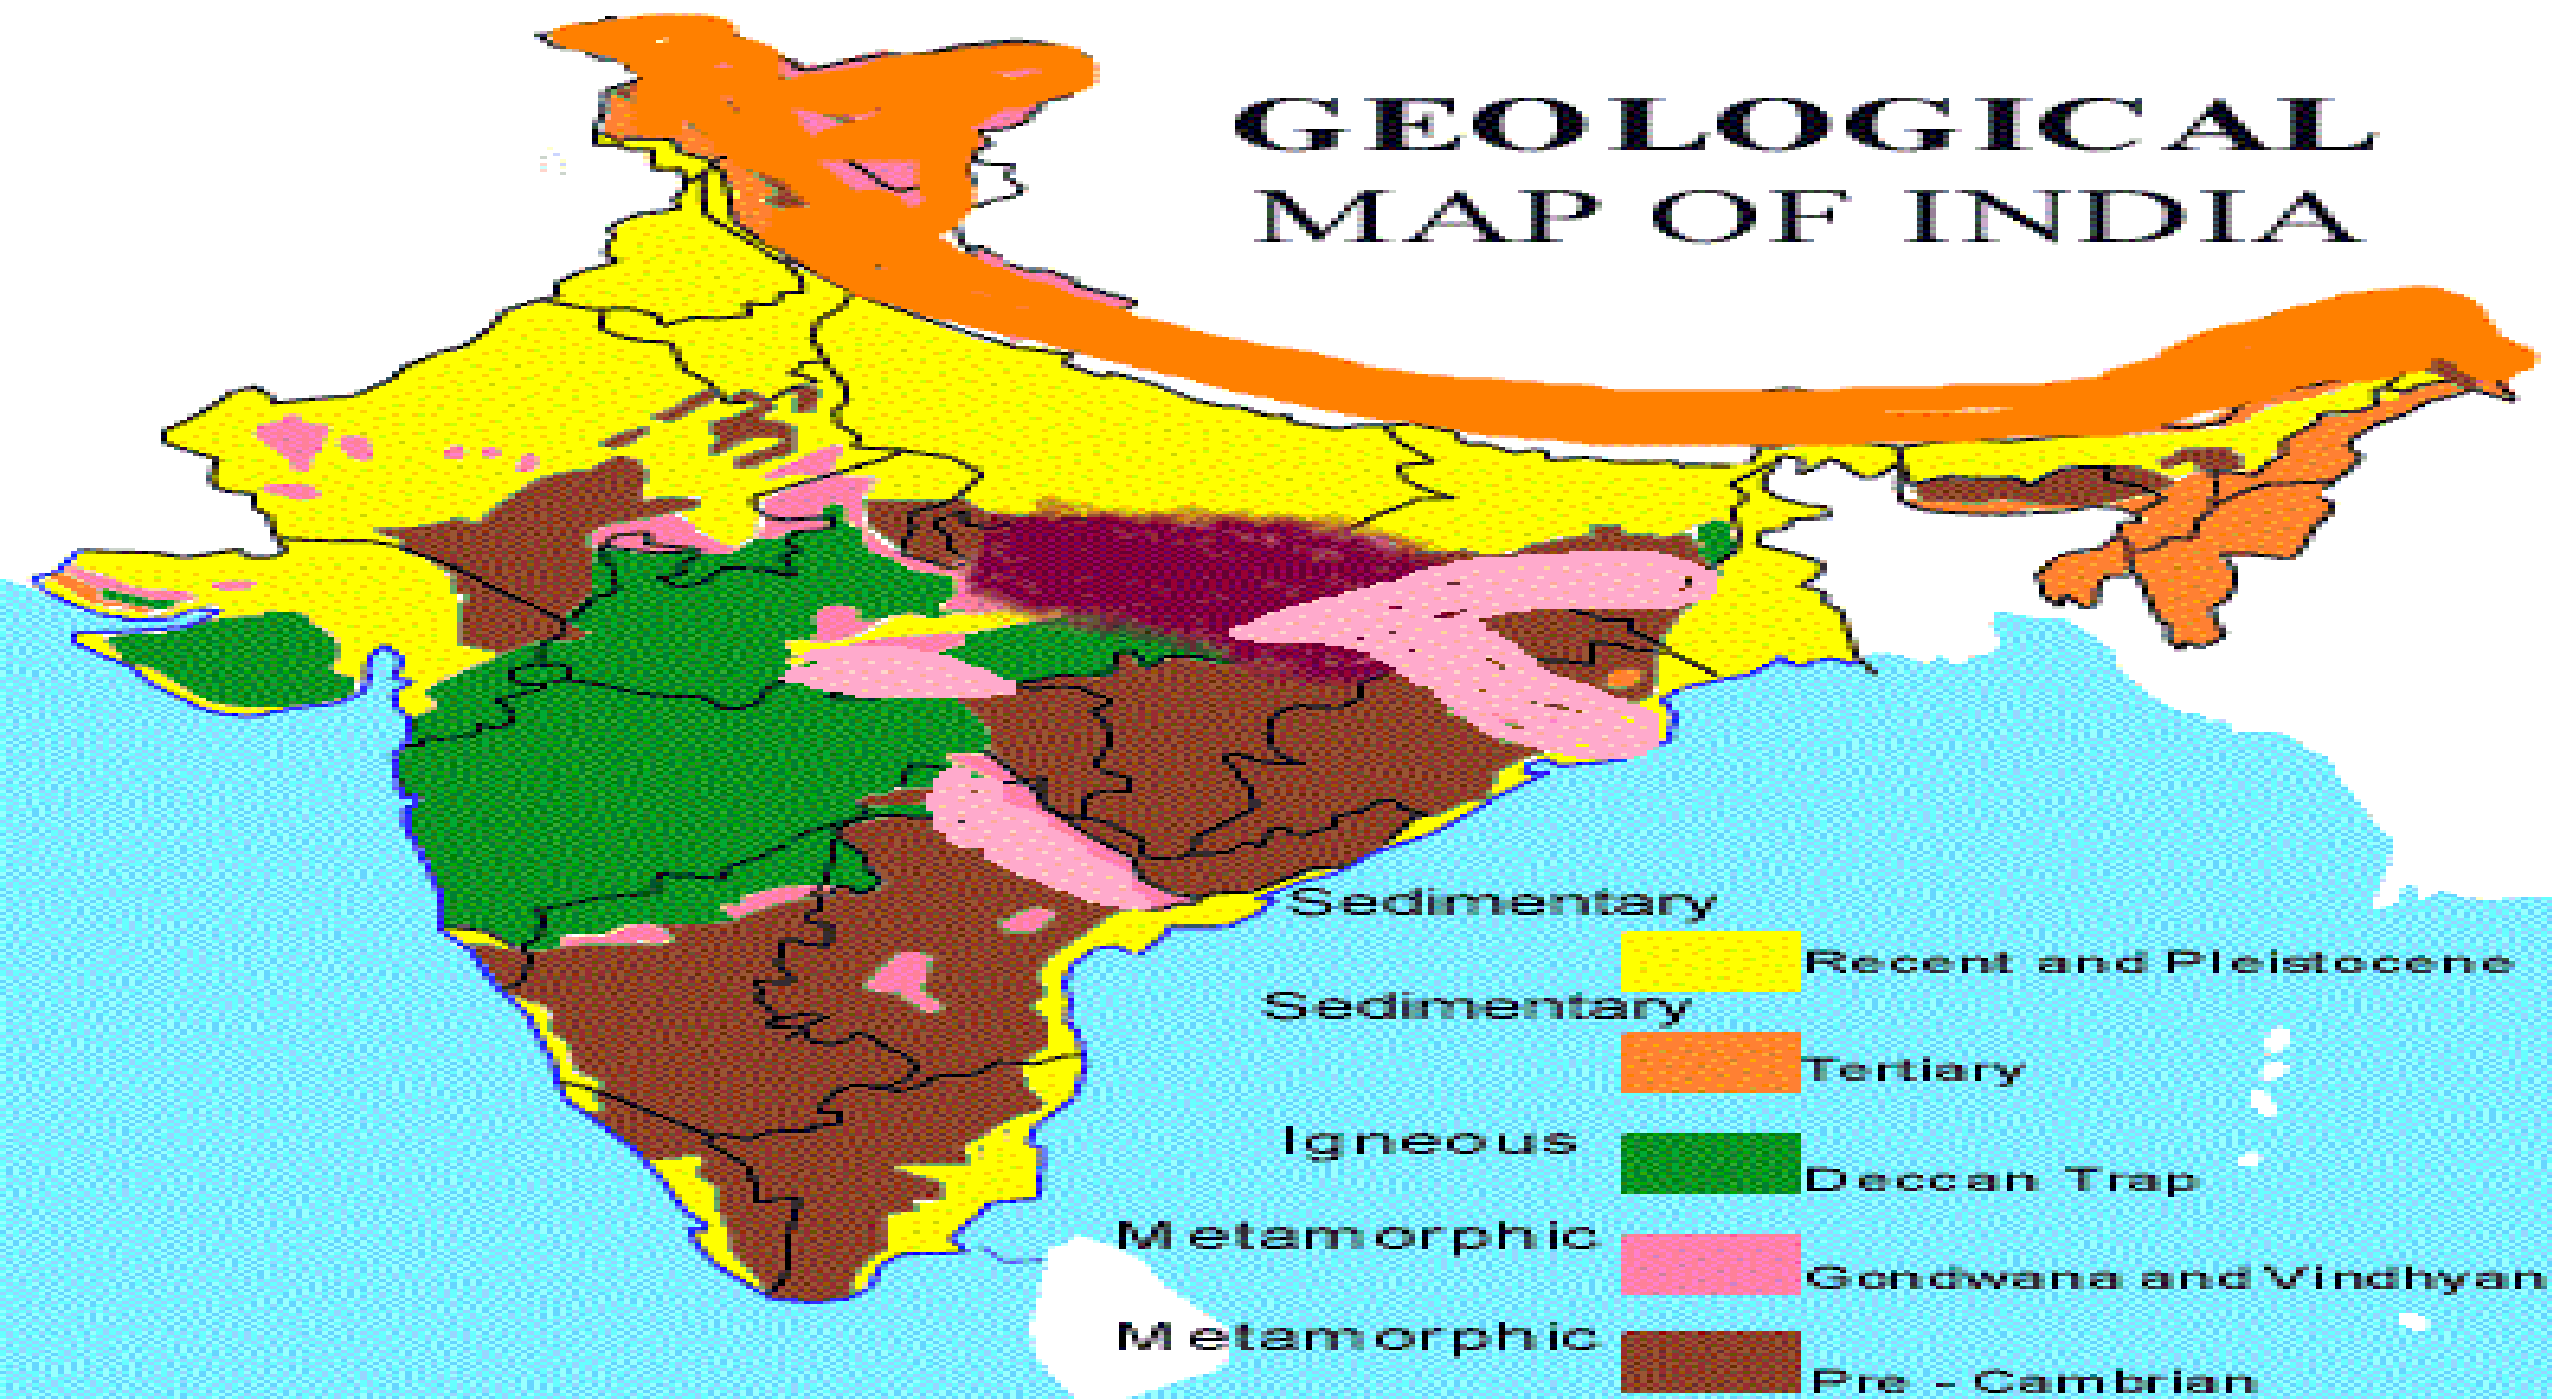 GEOLOGICAL
MAP OF INDIA
Sedimentary
Recent and Pleistocene
Sedimentary
Tertiary
Igneous
Deccan Trap
Metamorphic
Gondwana and Vindhyan
Metamorphic
Pre - Cambrian